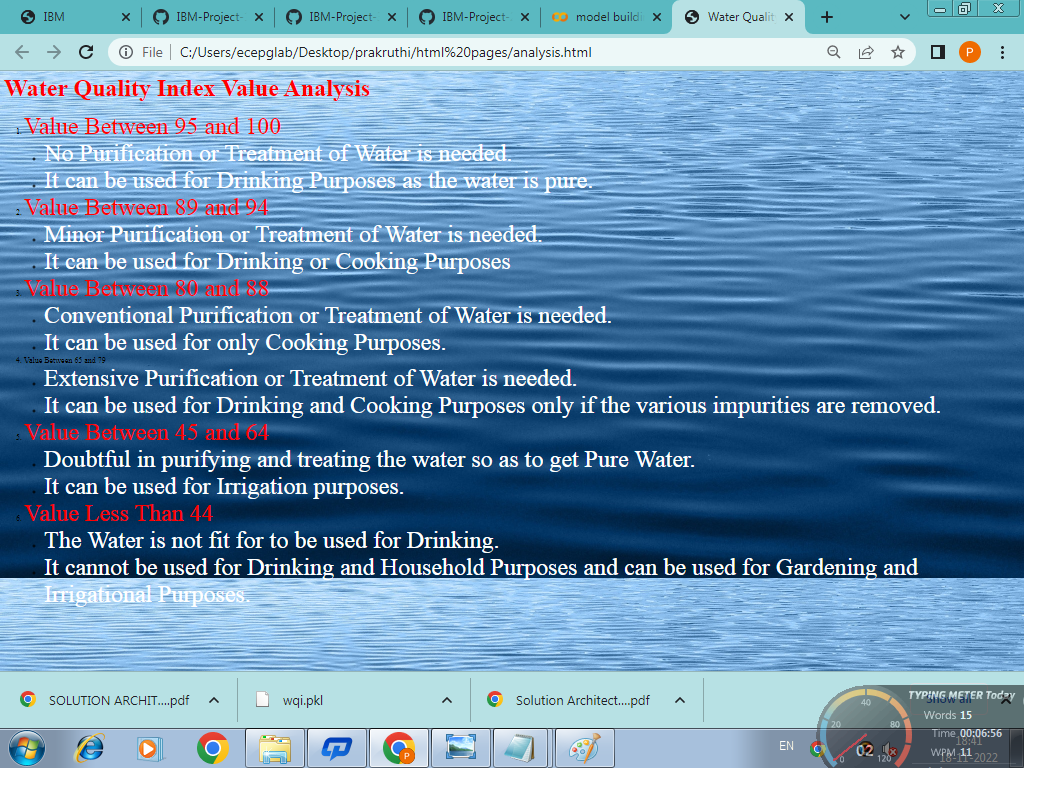 IBM
IBM-Project-
IBM-Project-
IBM-Project-
model buildi
Water Qualit
File
C:/Users/ecepglab/Desktop/prakruthi/html%20pages/analysis.html
P
Water Quality Index Value Analysis
1. Value Between 95 and 100
No Purification or Treatment of Water is needed.
It can be used for Drinking Purposes as the water is pure.
2. Value Between 89 and 94
Minor Purification or Treatment of Water is needed.
It can be used for Drinking or Cooking Purposes
3. Value Between 80 and 88
Conventional Purification or Treatment of Water is needed.
It can be used for only Cooking Purposes.
4. Value Between 65 and 79
Extensive Purification or Treatment of Water is needed.
It can be used for Drinking and Cooking Purposes only if the various impurities are removed.
5. Value Between 45 and 64
Doubtful in purifying and treating the water so as to get Pure Water.
It can be used for Irrigation purposes.
6. Value Less Than 44
The Water is not fit for to be used for Drinking.
It cannot be used for Drinking and Household Purposes and can be used for Gardening and
Irrigational Purposes.
SOLUTION ARCHIT....pdf
wqi.pkl
Solution Architect....pdf
Show all
TYPING METER Today
Words 15
Time 00:06:56
WPM 11
0 20 40 80 120
02
EN
18:41
18-11-2022
P